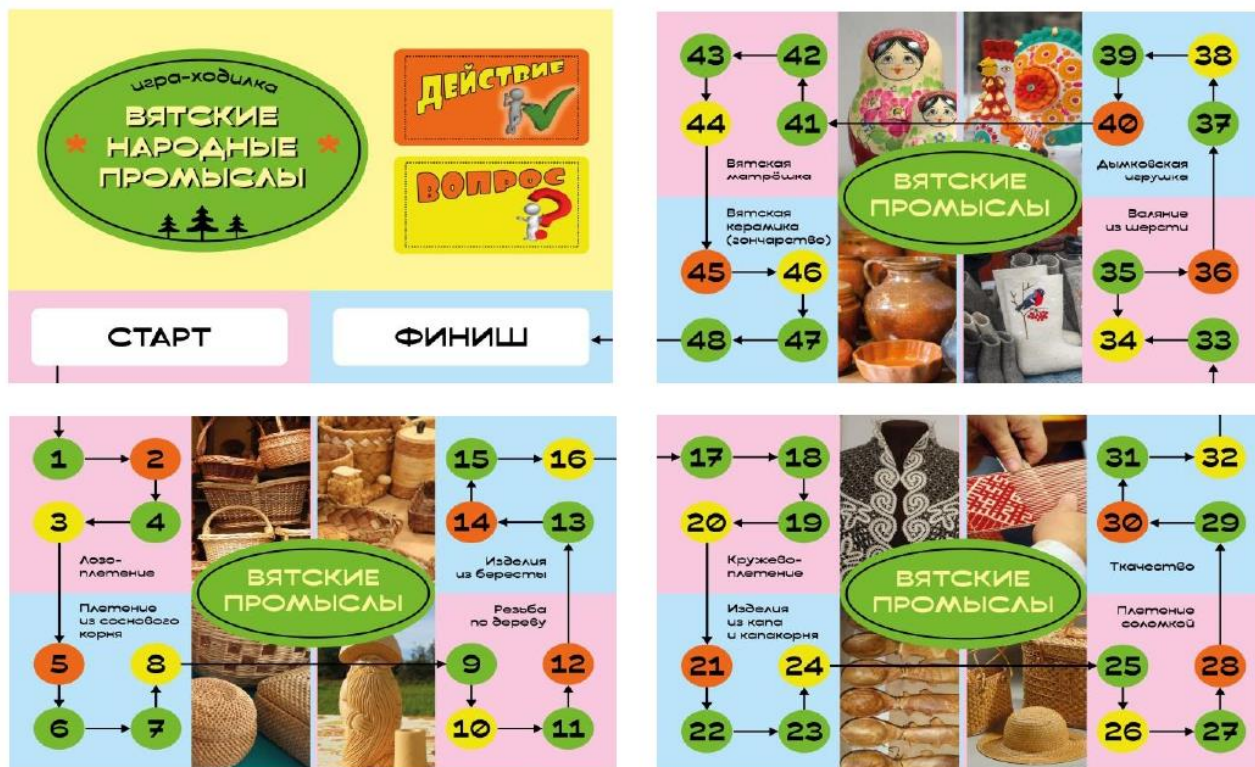 игра-ходилка
ВЯТСКИЕ
* НАРОДНЫЕ *
ПРОМЫСЛЫ
ДЕЙСТВИЕ
ВОПРОС
?
СТАРТ
ФИНИШ
43 42
44 41
Вятская
матрёшка
Вятская
керамика
(гончарство)
45 46
48 47
ВЯТСКИЕ
ПРОМЫСЛЫ
39 38
40 37
Дымковская
игрушка
Валяние
из шерсти
35 36
34 33
1 2
3 4
Лозо-
плетение
Плетение
из соснового
корня
5 8
6 7
ВЯТСКИЕ
ПРОМЫСЛЫ
15 16
14 13
Изделия
из бересты
Резьба
по дереву
9 12
10 11
17 18
20 19
Кружево-
плетение
Изделия
из капа
и капакорня
21 24
22 23
ВЯТСКИЕ
ПРОМЫСЛЫ
31 32
30 29
Ткачество
Плетение
соломкой
25 28
26 27